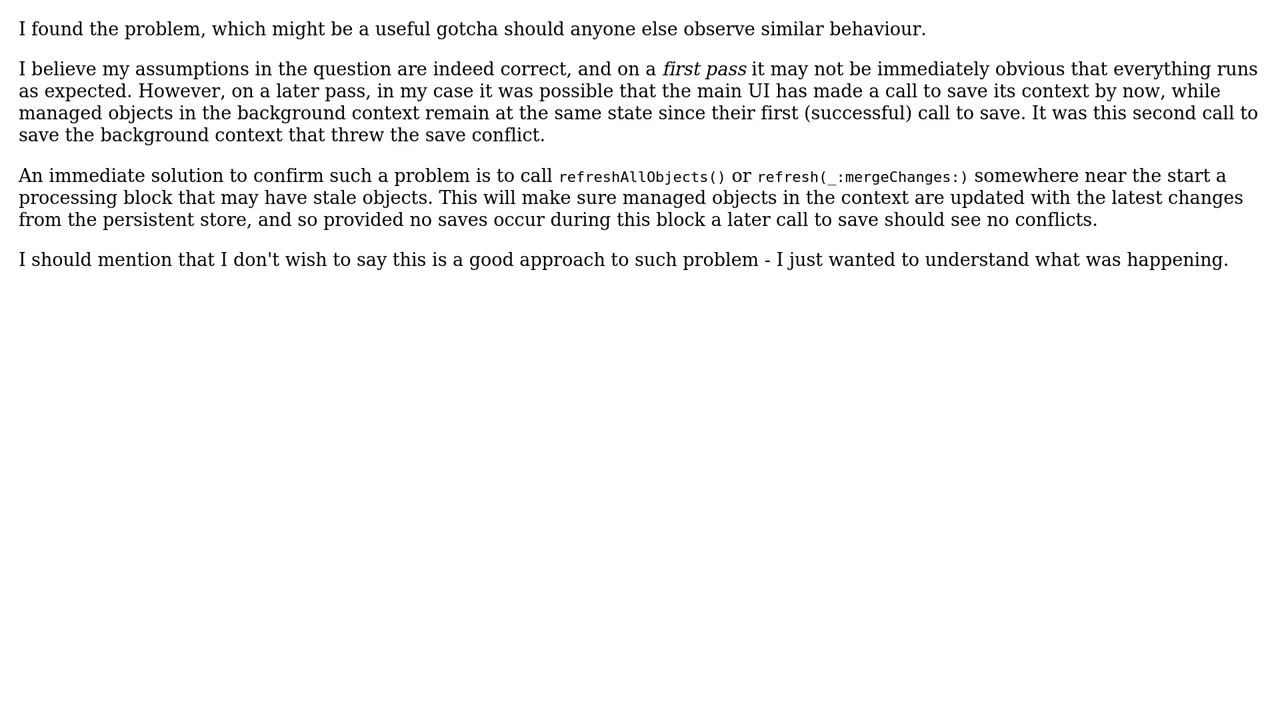 I found the problem, which might be a useful gotcha should anyone else observe similar behaviour.
I believe my assumptions in the question are indeed correct, and on a first pass it may not be immediately obvious that everything runs
as expected. However, on a later pass, in my case it was possible that the main UI has made a call to save its context by now, while
managed objects in the background context remain at the same state since their first (successful) call to save. It was this second call to
save the background context that threw the save conflict.
An immediate solution to confirm such a problem is to call refreshAllObjects() or refresh(_:mergeChanges:) somewhere near the start a
processing block that may have stale objects. This will make sure managed objects in the context are updated with the latest changes
from the persistent store, and so provided no saves occur during this block a later call to save should see no conflicts.
I should mention that I don't wish to say this is a good approach to such problem - I just wanted to understand what was happening.